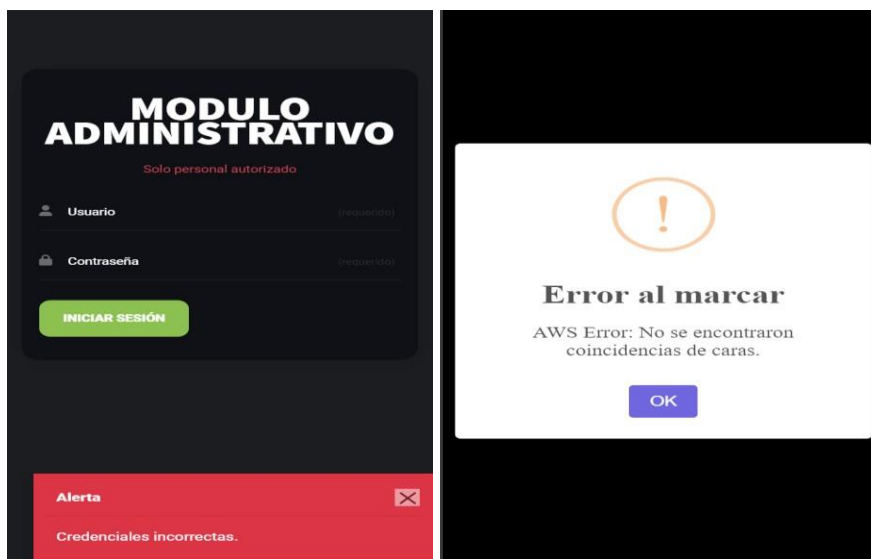 MODULO
ADMINISTRATIVO
Solo personal autorizado
Usuario (requerido)
Contraseña (requerido)
INICIAR SESIÓN
Alerta
Credenciales incorrectas.
!
Error al marcar
AWS Error: No se encontraron
coincidencias de caras.
OK